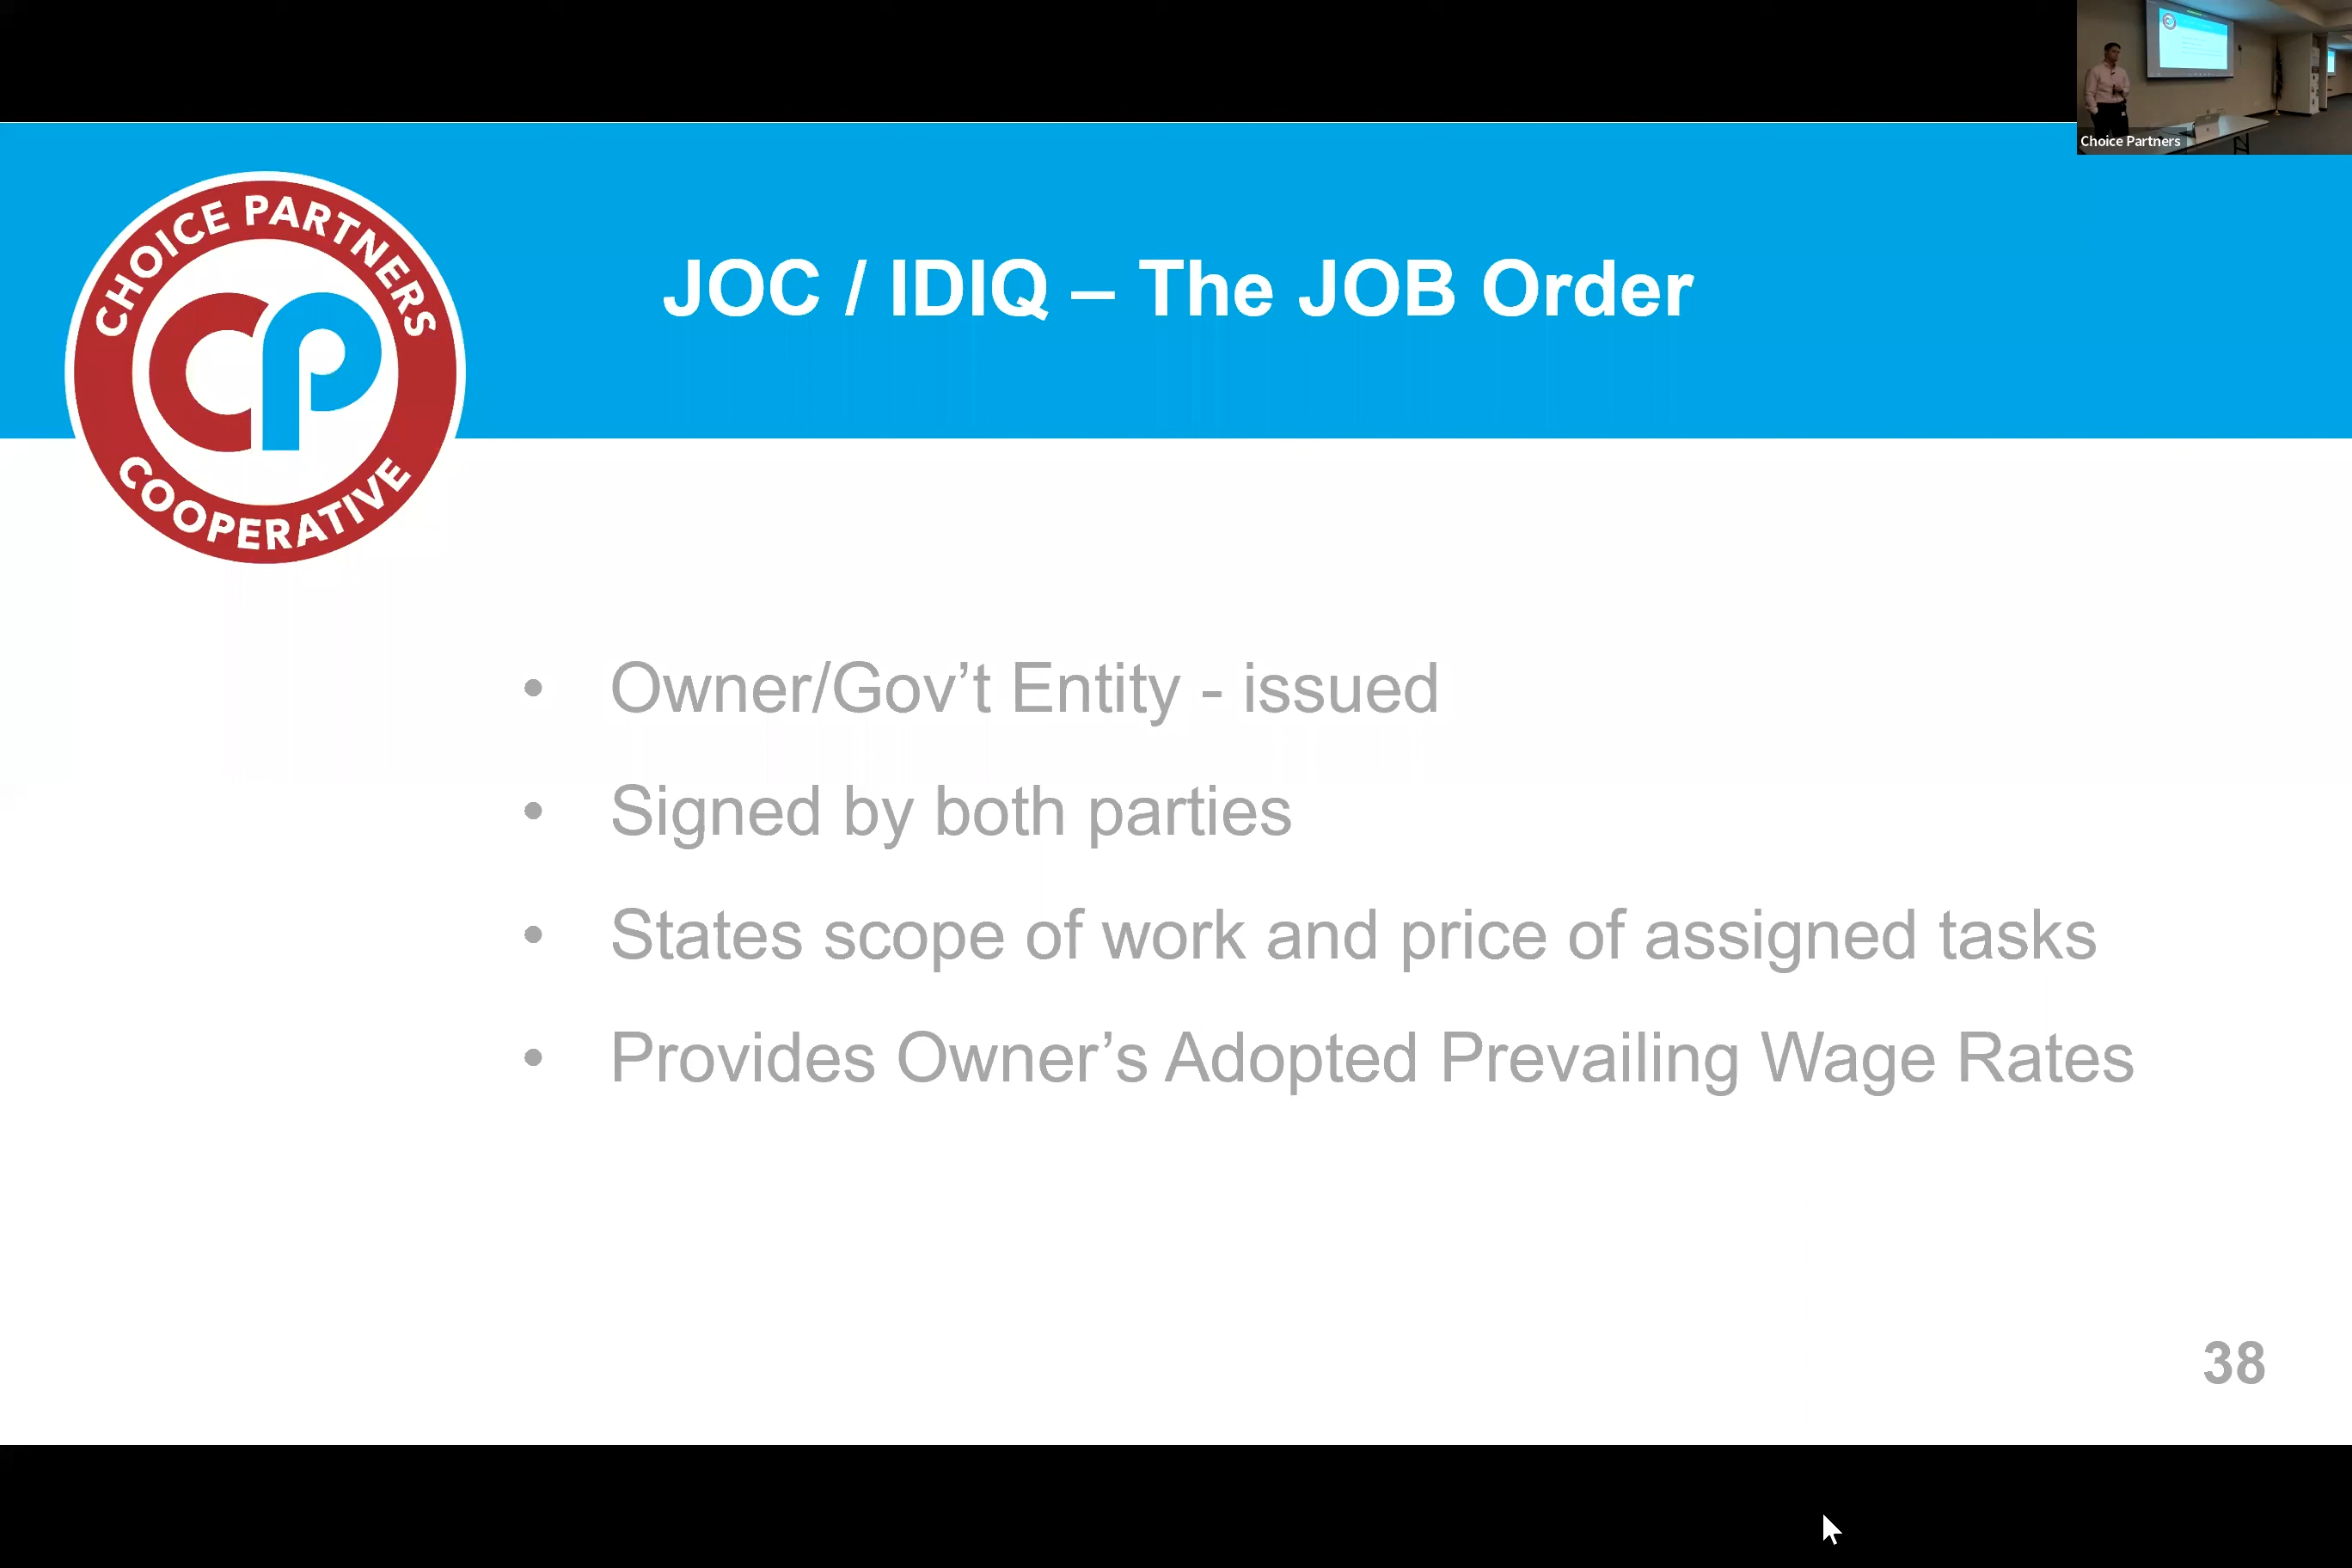 Choice Partners
CHOICE PARTNERS
CP
COOPERATIVE
JOC / IDIQ – The JOB Order
• Owner/Gov’t Entity - issued
• Signed by both parties
• States scope of work and price of assigned tasks
• Provides Owner’s Adopted Prevailing Wage Rates
38